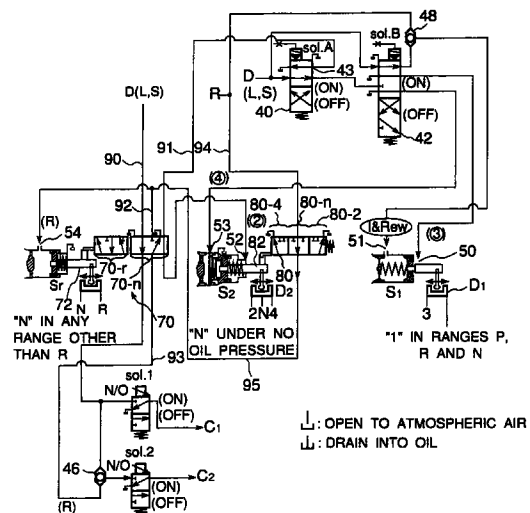 48
sol.B
sol.A
43
D
(L,S)
(ON)
(OFF)
40
(ON)
(OFF)
42
D(L,S)
R
90
91
94
92
(4)
(R)
54
80-4
80-n
80-2
53
(2)
52
82
80
1&Rew
51
(3)
50
Sr
70-r
70-n
72
70
N R
S2
D2
2N4
S1
D1
3
"N" IN ANY
RANGE OTHER
THAN R
"N" UNDER NO
OIL PRESSURE
"1" IN RANGES P,
R AND N
93
95
sol.1
N/O
(ON)
(OFF)
C1
sol.2
46
N/O
(ON)
(OFF)
C2
(R)
: OPEN TO ATMOSPHERIC AIR
: DRAIN INTO OIL